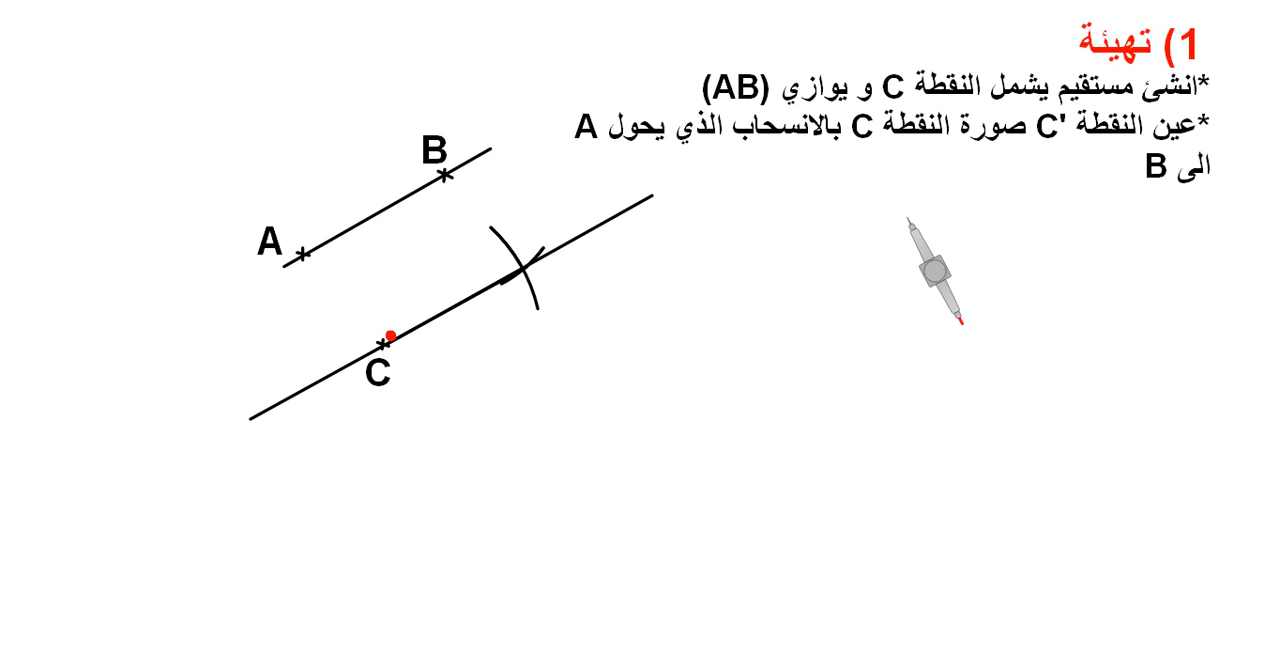 1) تهيئة
*انشئ مستقيم يشمل النقطة C و يوازي (AB)
*عين النقطة C' صورة النقطة C بالانسحاب الذي يحول A
الى B
B
A
C